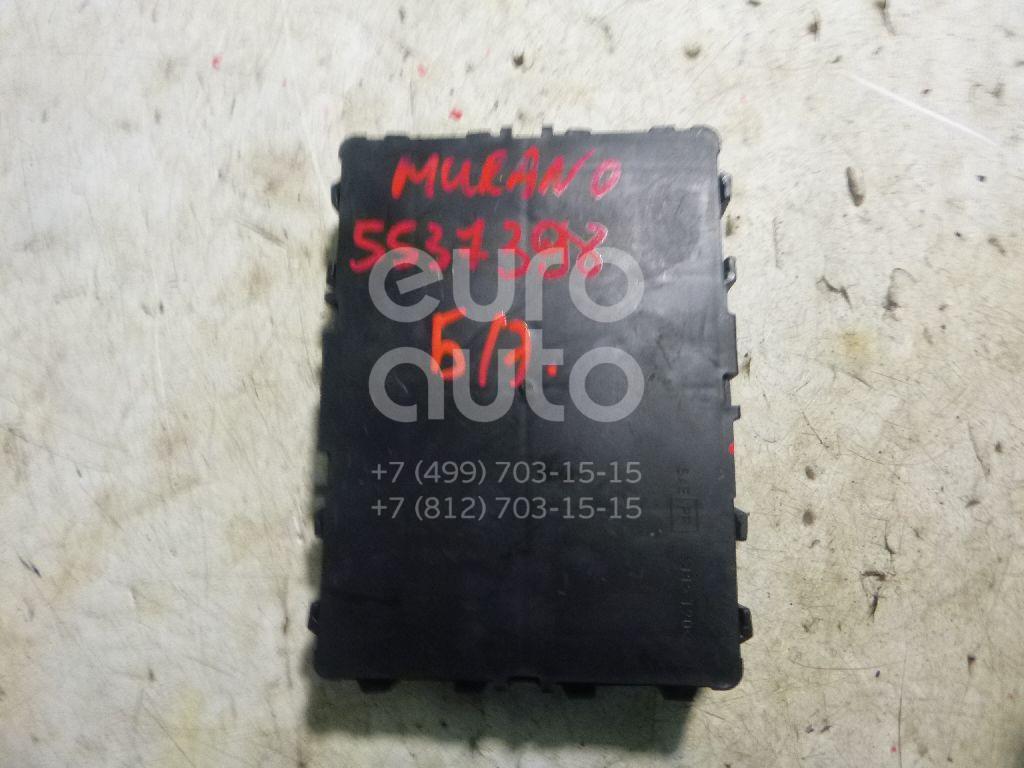 MURANO
5537398
Б/П.
euro
auto
+7 (499) 703-15-15
+7 (812) 703-15-15